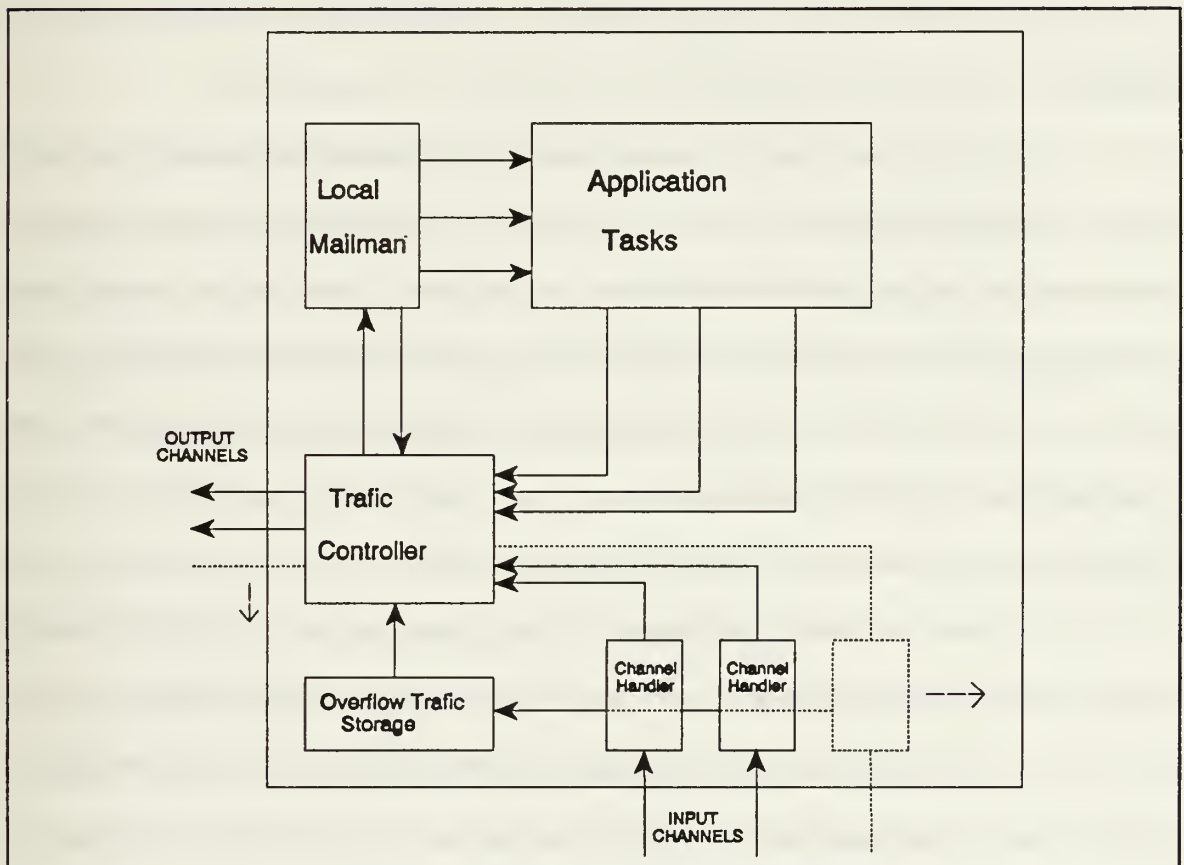 Local
Mailman
Application
Tasks
OUTPUT
CHANNELS
Trafic
Controller
Channel
Handler
Channel
Handler
Overflow Trafic
Storage
INPUT
CHANNELS